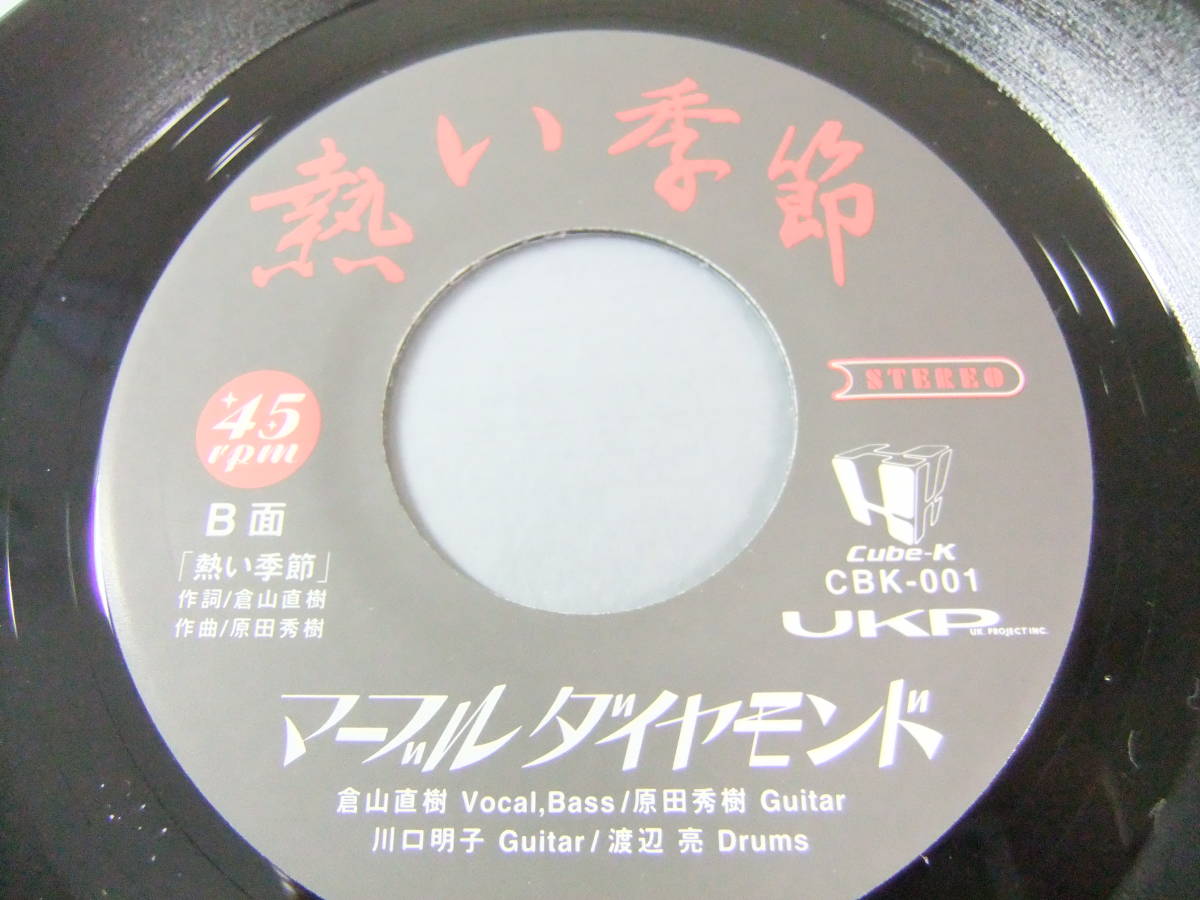 熱い季節
45
rpm
STEREO
B面
「熱い季節」
作詞/倉山直樹
作曲/原田秀樹
Cube-K
CBK-001
UKP
UK. PROJECT INC.
マーブルダイヤモンド
倉山直樹 Vocal,Bass/原田秀樹 Guitar
川口明子 Guitar/渡辺 亮 Drums